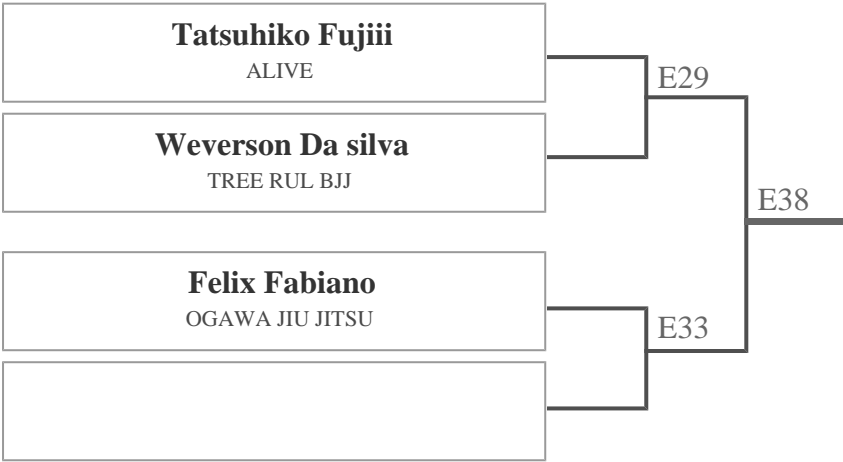 Tatsuhiko Fujiii
ALIVE
E29
Weverson Da silva
TREE RUL BJJ
E38
Felix Fabiano
OGAWA JIU JITSU
E33